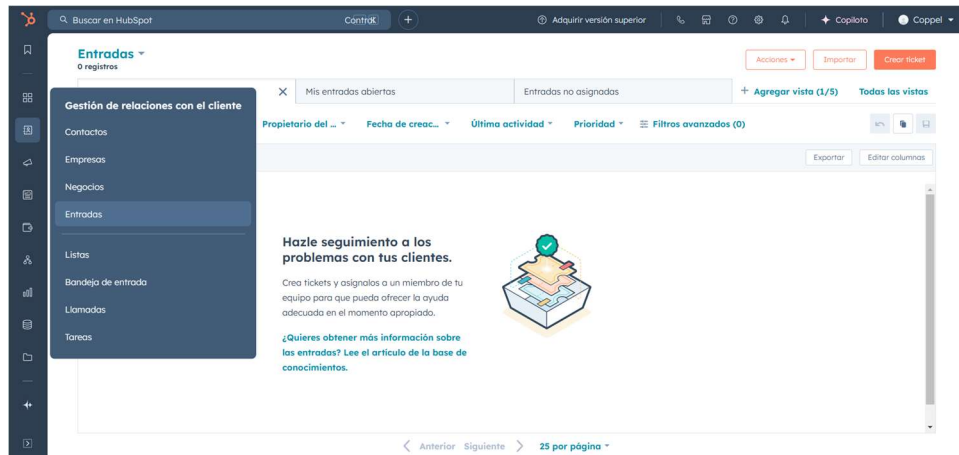 Buscar en HubSpot
Control
Adquirir versión superior
Copiloto
Coppel
Entradas
0 registros
Acciones
Importar
Crear ticket
Mis entradas abiertas
Entradas no asignadas
+ Agregar vista (1/5)
Todas las vistas
Gestión de relaciones con el cliente
Contactos
Empresas
Negocios
Entradas
Listas
Bandeja de entrada
Llamadas
Tareas
Propietario del ...
Fecha de creac...
Última actividad
Prioridad
Filtros avanzados (0)
Exportar
Editar columnas
Hazle seguimiento a los
problemas con tus clientes.
Crea tickets y asígnalos a un miembro de tu
equipo para que pueda ofrecer la ayuda
adecuada en el momento apropiado.
¿Quieres obtener más información sobre
las entradas? Lee el artículo de la base de
conocimientos.
Anterior
Siguiente
25 por página